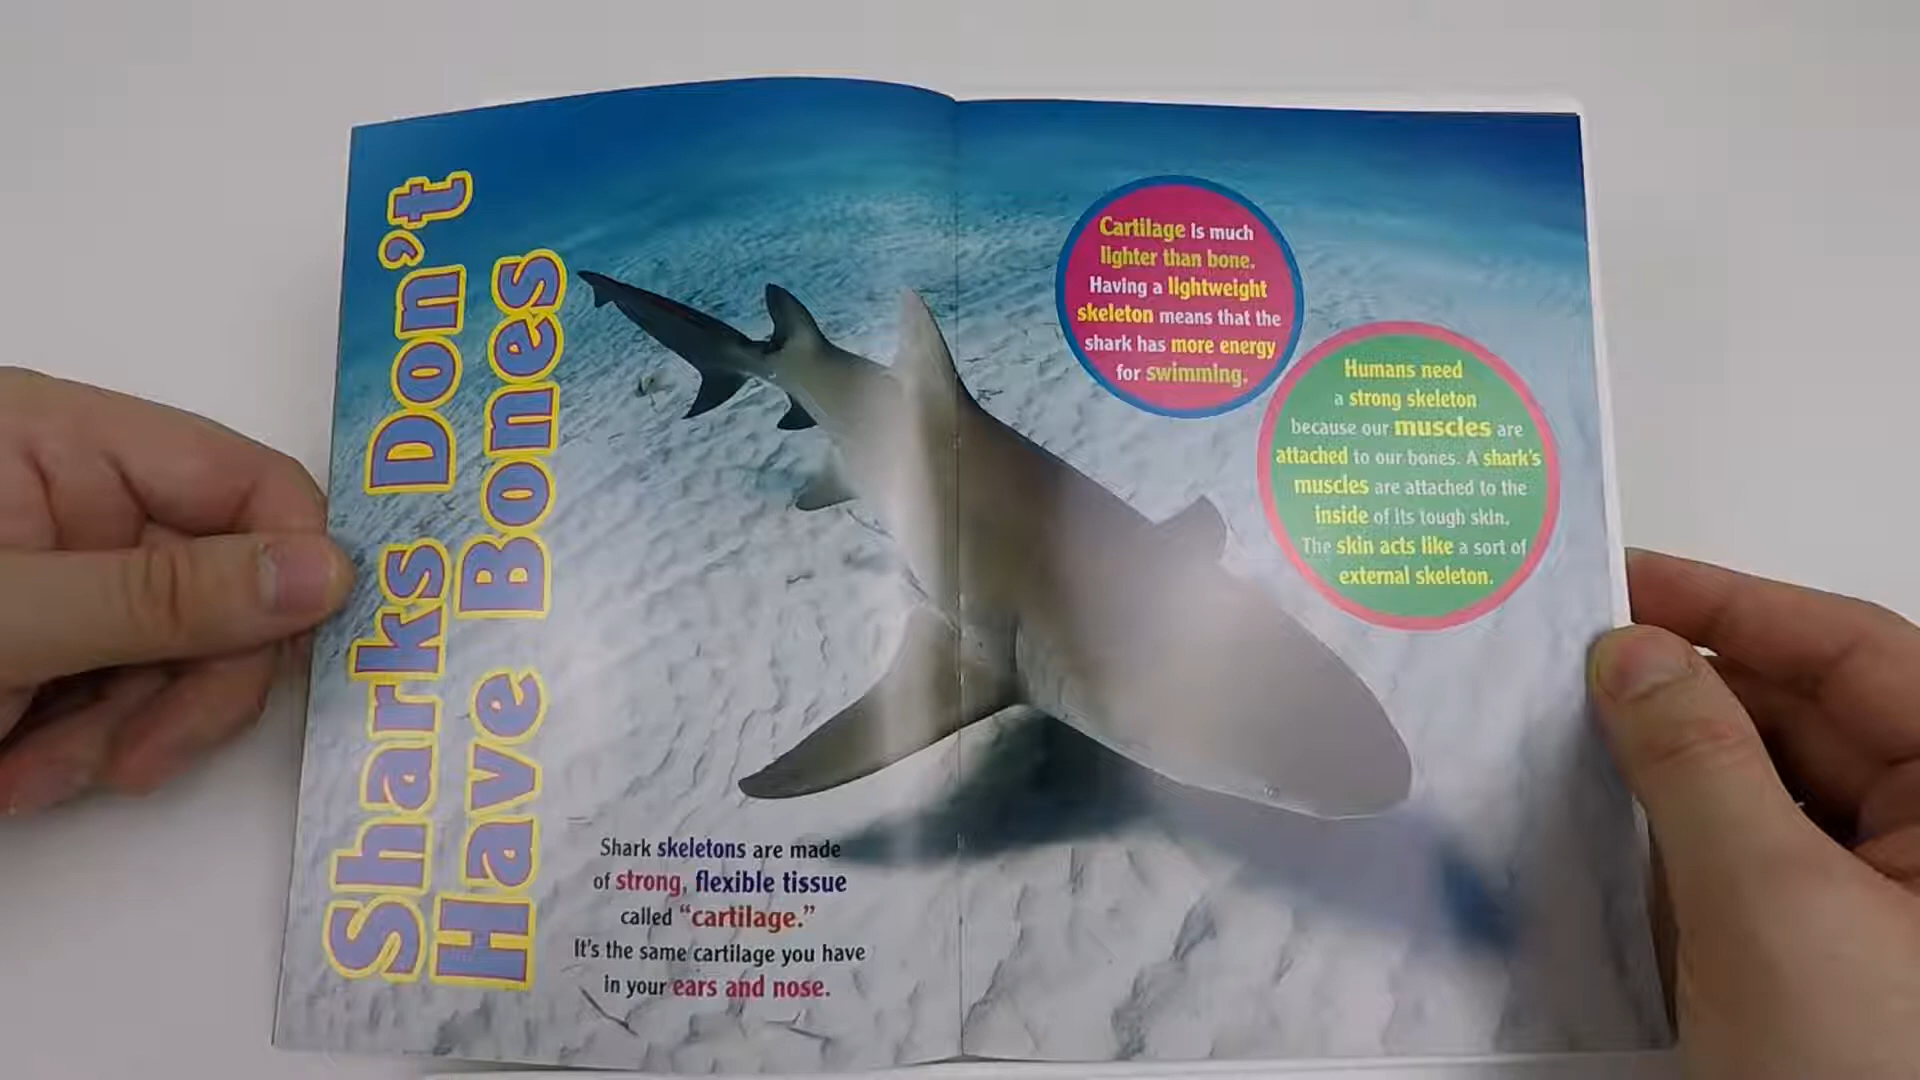 Sharks Don't
Have Bones
Shark skeletons are made
of strong, flexible tissue
called “cartilage.”
It's the same cartilage you have
in your ears and nose.
Cartilage is much
lighter than bone.
Having a lightweight
skeleton means that the
shark has more energy
for swimming.
Humans need
a strong skeleton
because our muscles are
attached to our bones. A shark's
muscles are attached to the
inside of its tough skin.
The skin acts like a sort of
external skeleton.